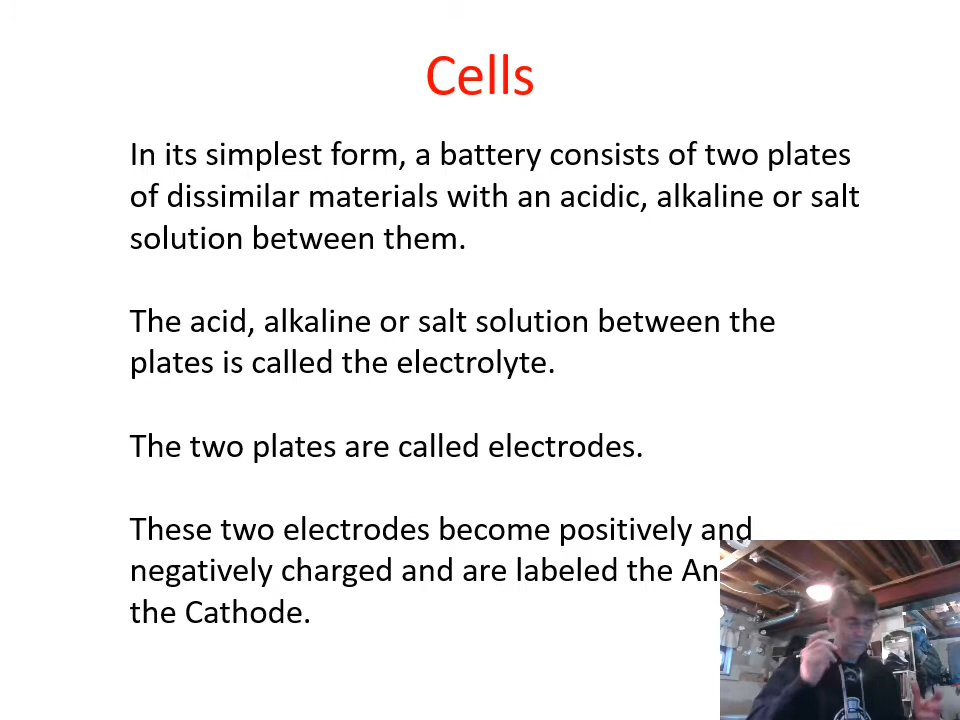 Cells
In its simplest form, a battery consists of two plates
of dissimilar materials with an acidic, alkaline or salt
solution between them.
The acid, alkaline or salt solution between the
plates is called the electrolyte.
The two plates are called electrodes.
These two electrodes become positively and
negatively charged and are labeled the An
the Cathode.